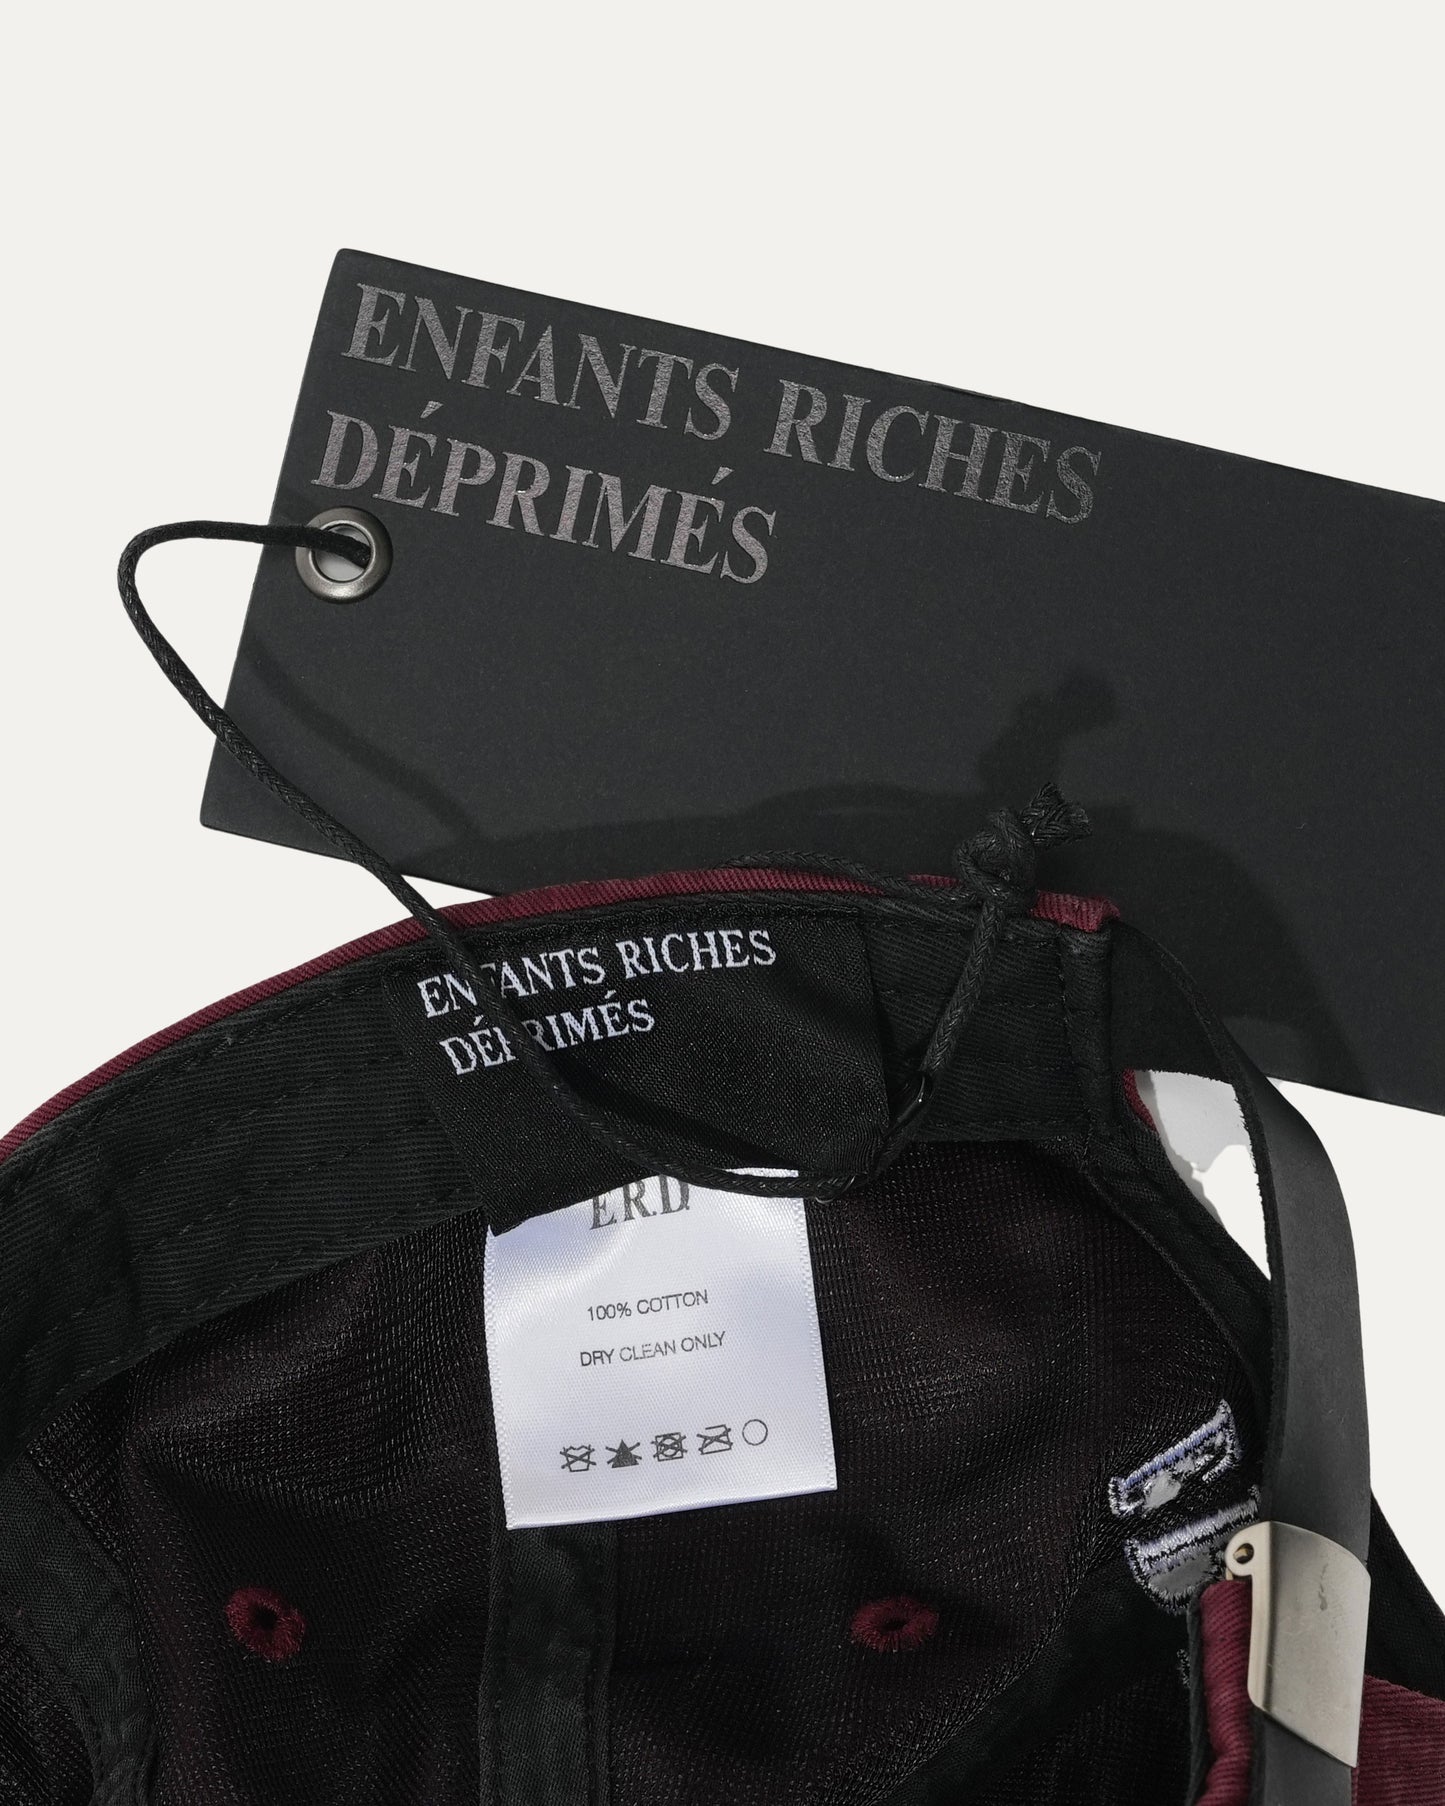 ENFANTS RICHES
DÉPRIMÉS
ENFANTS RICHES
DÉPRIMÉS
E.R.D.
100% COTTON
DRY CLEAN ONLY